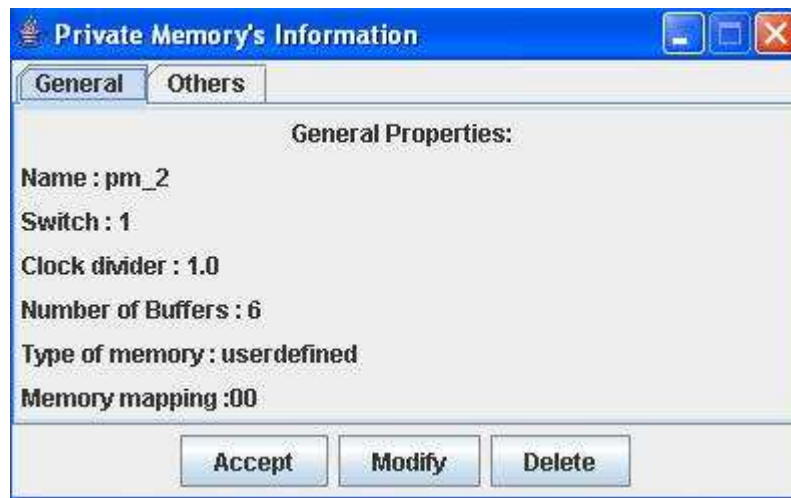 Private Memory's Information
General Others
General Properties:
Name : pm_2
Switch : 1
Clock divider : 1.0
Number of Buffers : 6
Type of memory : userdefined
Memory mapping :00
Accept Modify Delete